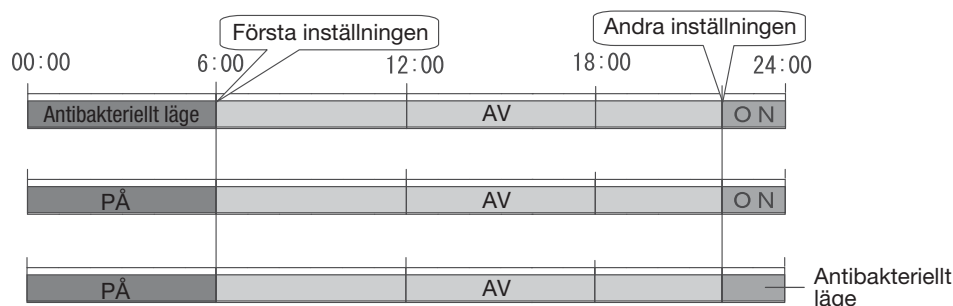 Första inställningen
Andra inställningen
00:00 6:00 12:00 18:00 24:00
Antibakteriellt läge AV ON
PÅ AV ON
PÅ AV Antibakteriellt
läge